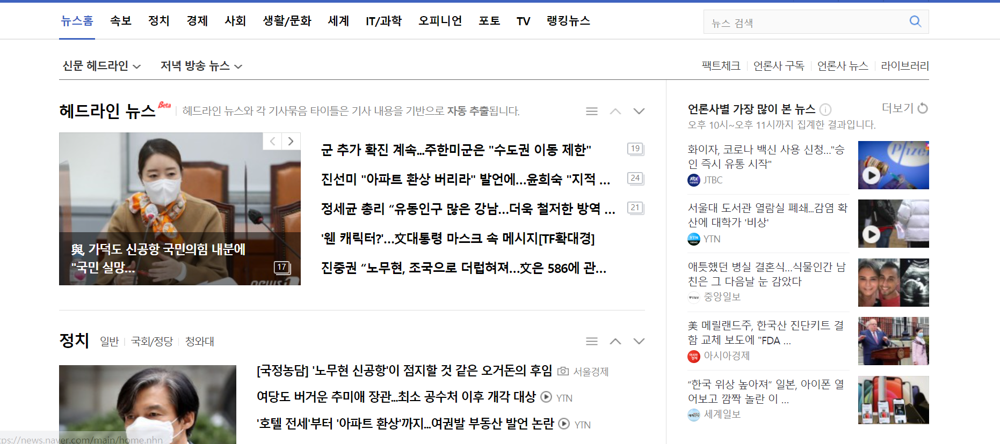 뉴스홈 속보 정치 경제 사회 생활/문화 세계 IT/과학 오피니언 포토 TV 랭킹뉴스
뉴스 검색
신문 헤드라인 저녁 방송 뉴스
팩트체크 언론사 구독 언론사 뉴스 라이브러리
헤드라인 뉴스 Beta 헤드라인 뉴스와 각 기사묶음 타이틀은 기사 내용을 기반으로 자동 추출됩니다.
與, 가덕도 신공항 국민의힘 내분에
"국민 실망...
17
news1
군 추가 확진 계속...주한미군은 "수도권 이동 제한"
19
진선미 "아파트 환상 버리라" 발언에...윤희숙 "지적 ...
24
정세균 총리 “유동인구 많은 강남...더욱 철저한 방역 ...
21
'웬 캐릭터?'...文대통령 마스크 속 메시지[TF확대경]
진중권 “노무현, 조국으로 더럽혀져...文은 586에 관...
정치 일반 국회/정당 청와대
[국정농담] '노무현 신공항'이 점지할 것 같은 오거돈의 후임 서울경제
여당도 버거운 추미애 장관...최소 공수처 이후 개각 대상 YTN
'호텔 전세'부터 '아파트 환상'까지...여권발 부동산 발언 논란 YTN
tps://news.naver.com/main/home.nhn
언론사별 가장 많이 본 뉴스 더보기
오후 10시~오후 11시까지 집계한 결과입니다.
화이자, 코로나 백신 사용 신청..."승
인 즉시 유통 시작"
jtbc
news
JTBC
Pfizer
서울대 도서관 열람실 폐쇄...감염 확
산에 대학가 '비상'
YTN
news
YTN
애틋했던 병실 결혼식...식물인간 남
친은 그 다음날 눈 감았다
중앙일보
중앙일보
美 메릴랜드주, 한국산 진단키트 결
함 교체 보도에 "FDA ...
아시아
경제
아시아경제
“한국 위상 높아져” 일본, 아이폰 열
어보고 깜짝 놀란 이 ...
세계일보
세계일보